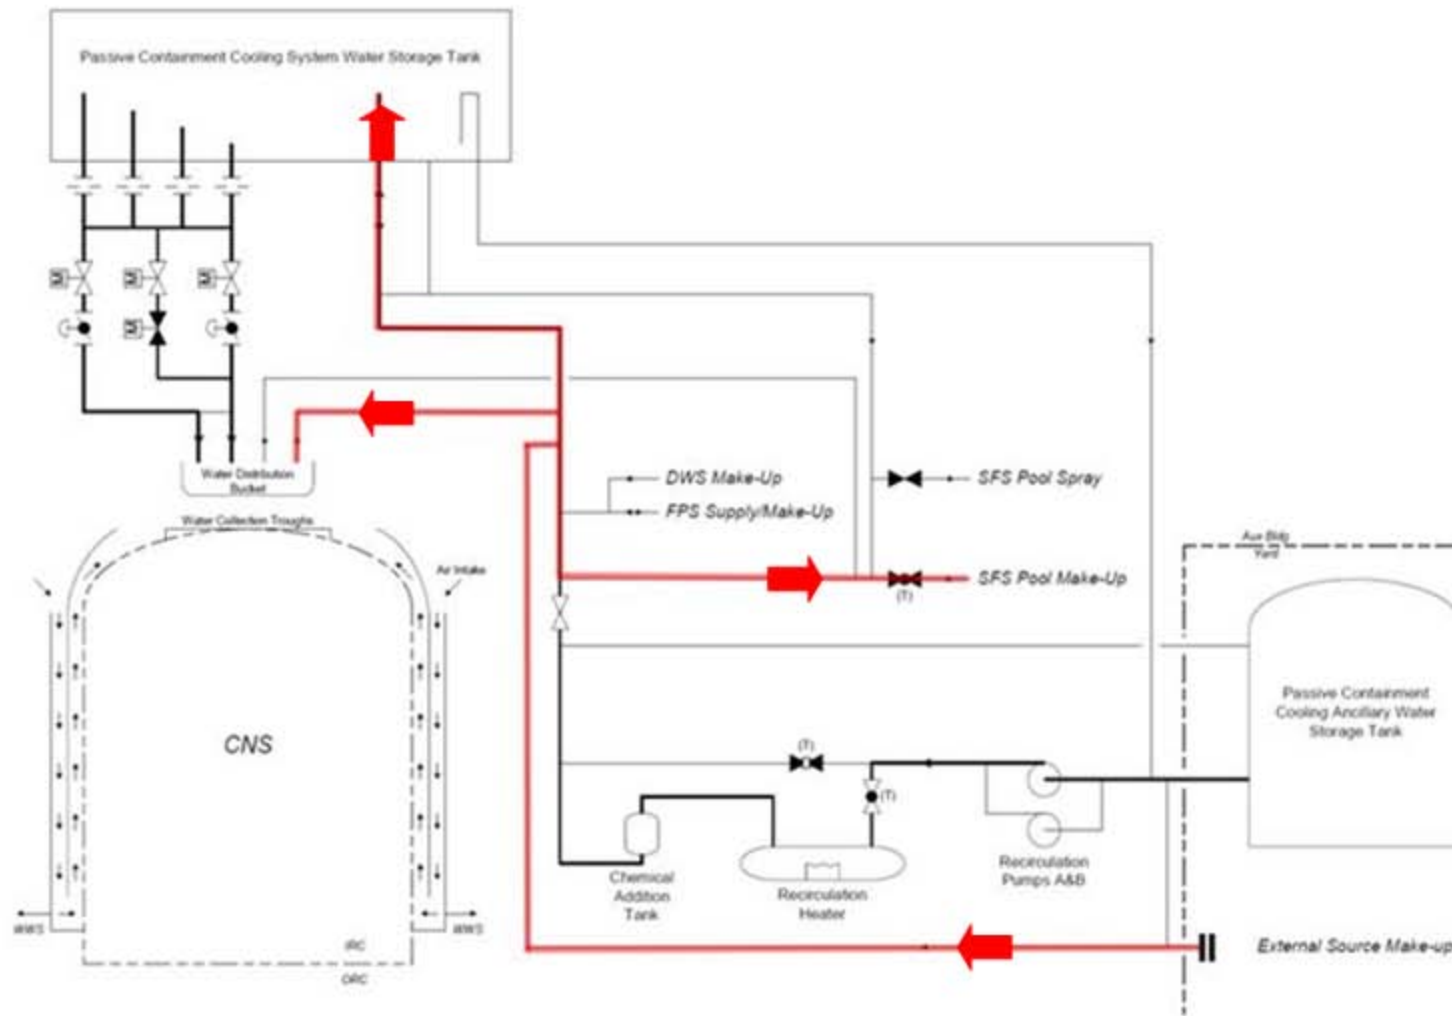 Passive Containment Cooling System Water Storage Tank
M
M
M
M
Water Distribution
Bucket
DWS Make-Up
FPS Supply/Make-Up
SFS Pool Spray
SFS Pool Make-Up
(T)
Water Collection Troughs
Air Intake
Aux Bldg
Yard
CNS
Passive Containment
Cooling Ancillary Water
Storage Tank
(T)
(T)
Chemical
Addition
Tank
Recirculation
Heater
Recirculation
Pumps A&B
WWS
WWS
IRC
ORC
External Source Make-up